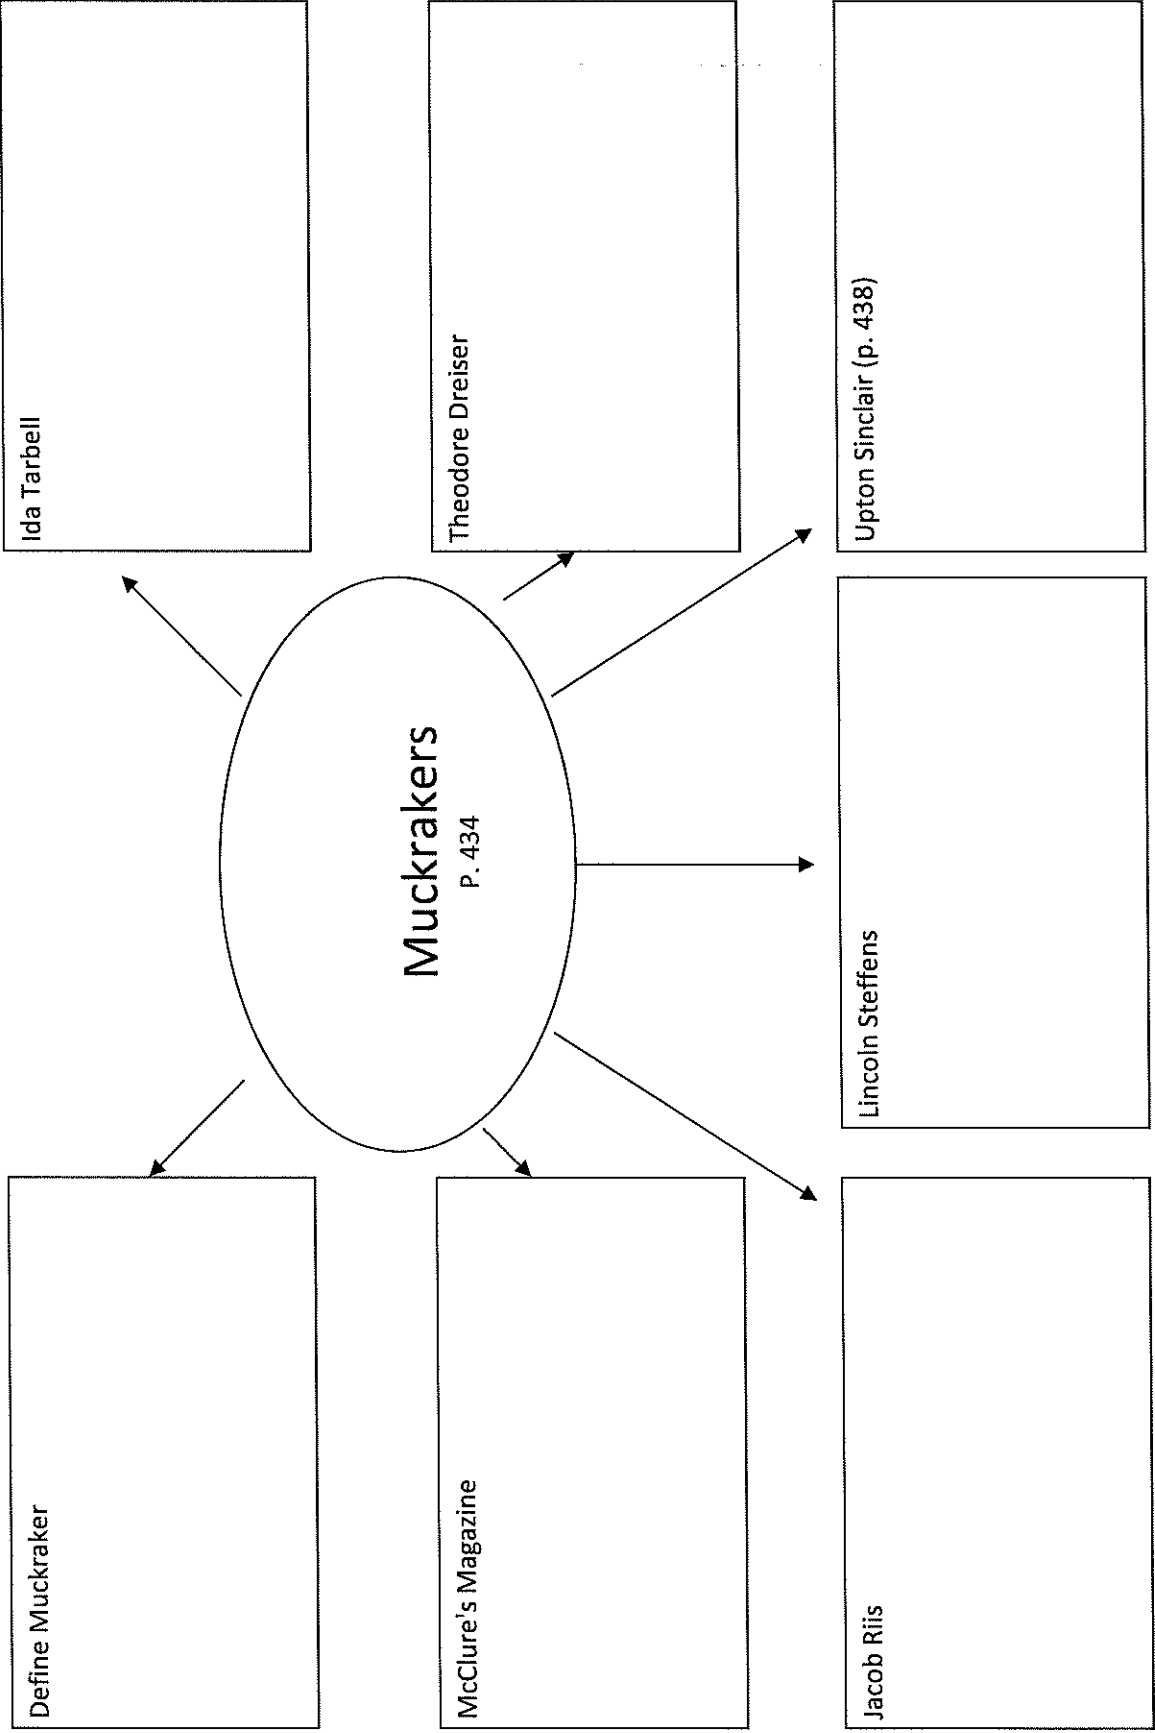 Define Muckraker
Ida Tarbell
Muckrakers
P. 434
McClure's Magazine
Theodore Dreiser
Jacob Riis
Lincoln Steffens
Upton Sinclair (p. 438)